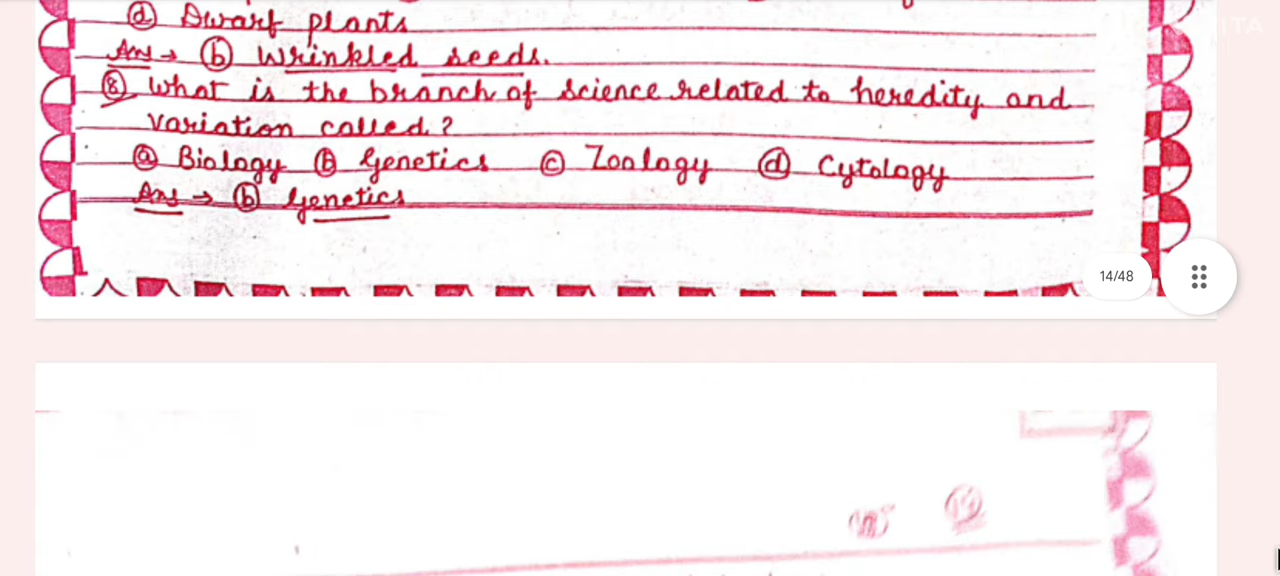 ⓓ Dwarf plants
Ans → ⓑ Wrinkled seeds.
⑧ What is the branch of science related to heredity and
variation called?
ⓐ Biology ⓑ Genetics ⓒ Zoology ⓓ Cytology
Ans → ⓑ Genetics
14/48